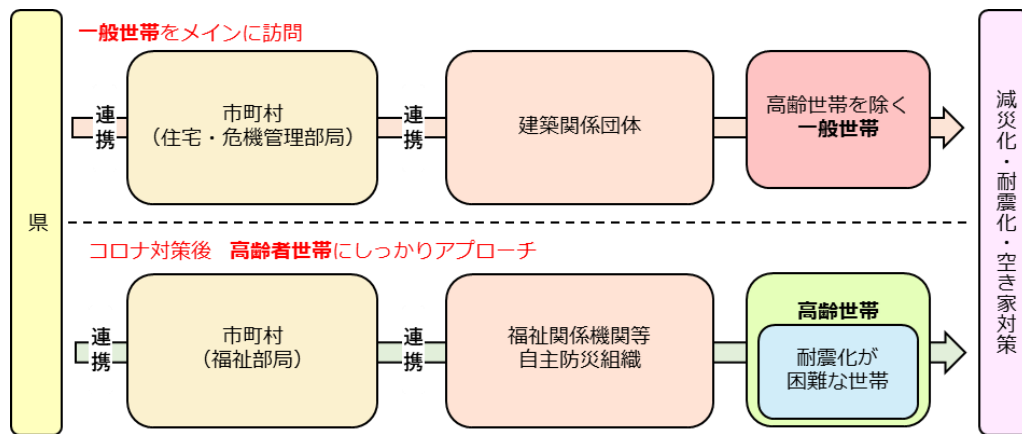 県
一般世帯をメインに訪問
連携
市町村
（住宅・危機管理部局）
連携
建築関係団体
高齢世帯を除く
一般世帯
コロナ対策後　高齢者世帯にしっかりアプローチ
連携
市町村
（福祉部局）
連携
福祉関係機関等
自主防災組織
高齢世帯
耐震化が
困難な世帯
減災化・耐震化・空き家対策